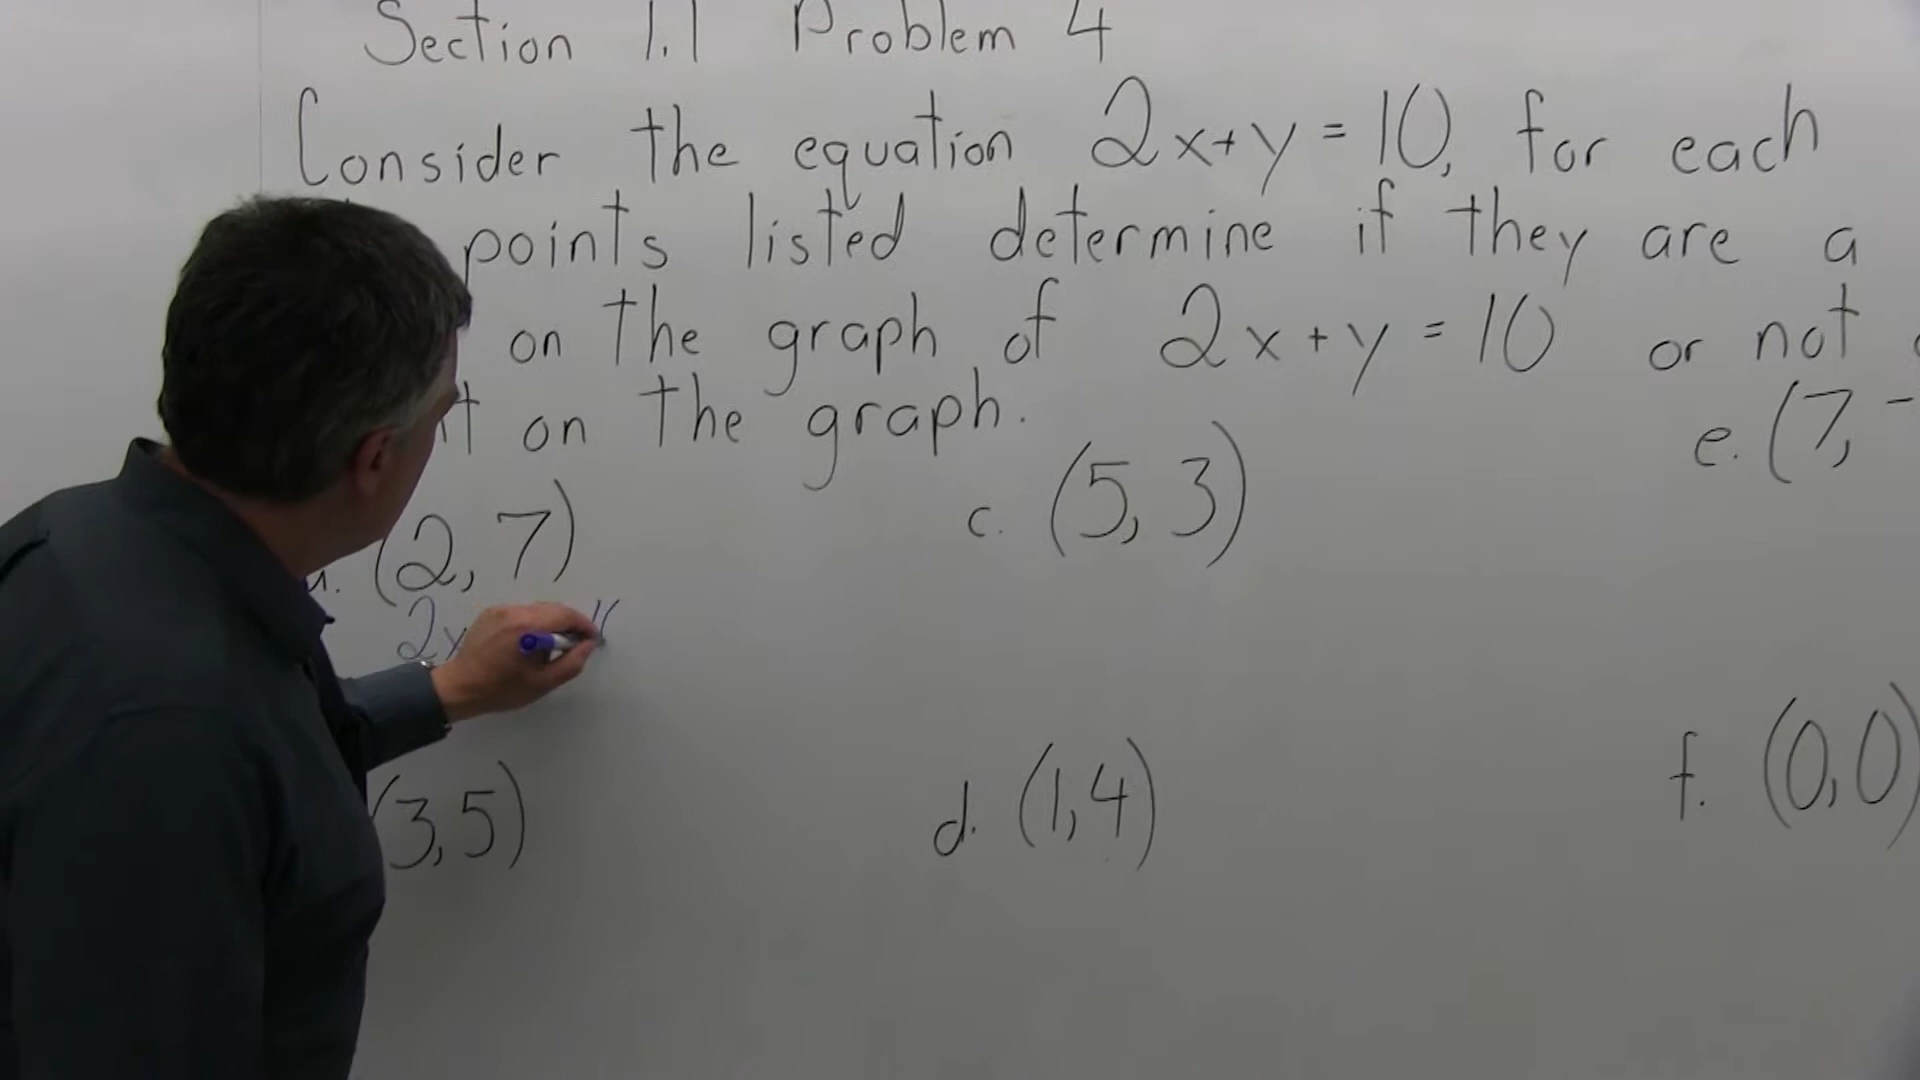 Section 1.1 Problem 4
Consider the equation 2x+y=10, for each
points listed determine if they are a
on the graph of 2x+y=10 or not
on the graph.
(2,7)
2x
(3,5)
c. (5,3)
d. (1,4)
e. (7, -
f. (0,0)